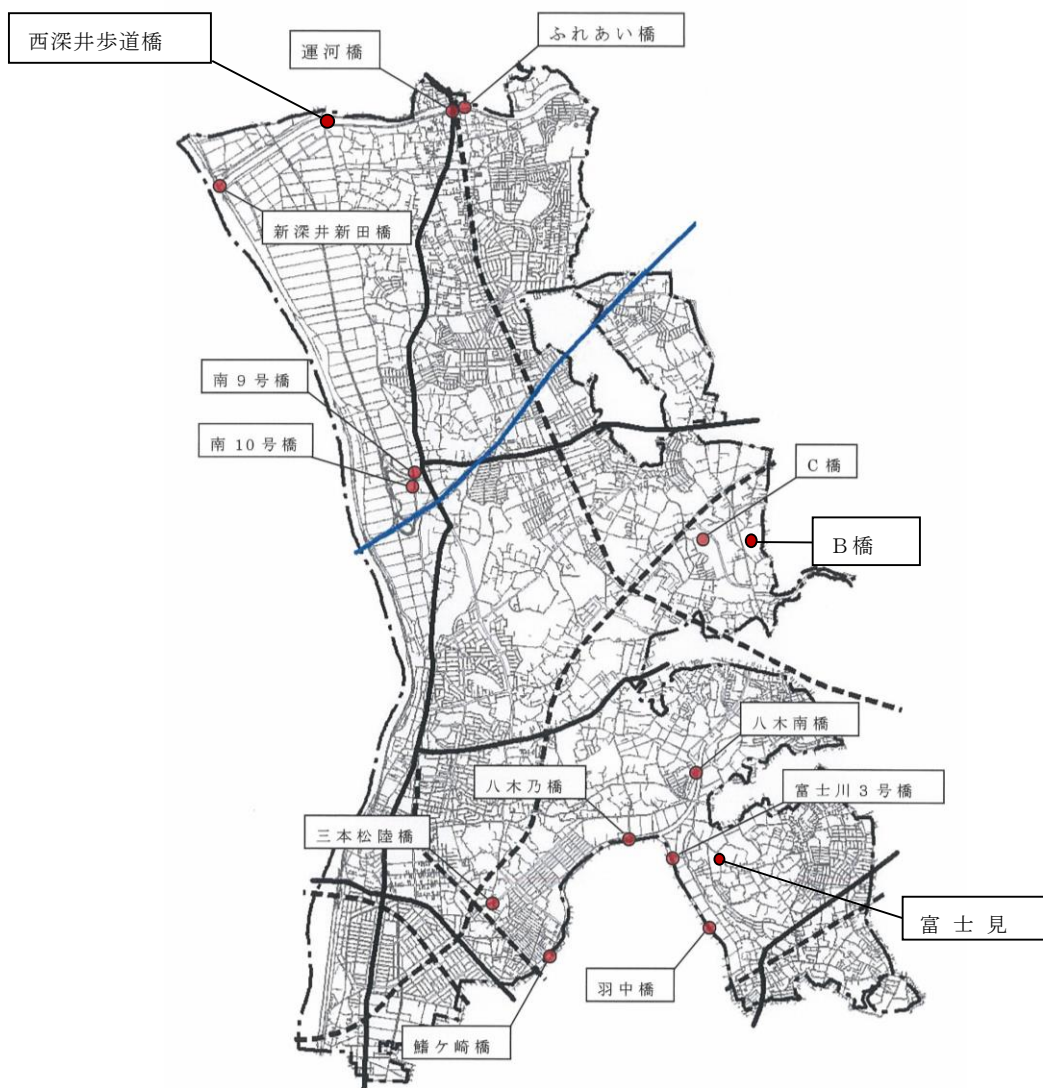 西深井歩道橋
運河橋
ふれあい橋
新深井新田橋
南9号橋
南10号橋
C橋
B橋
八木南橋
八木乃橋
富士川3号橋
三本松陸橋
富士見
羽中橋
鰭ケ崎橋